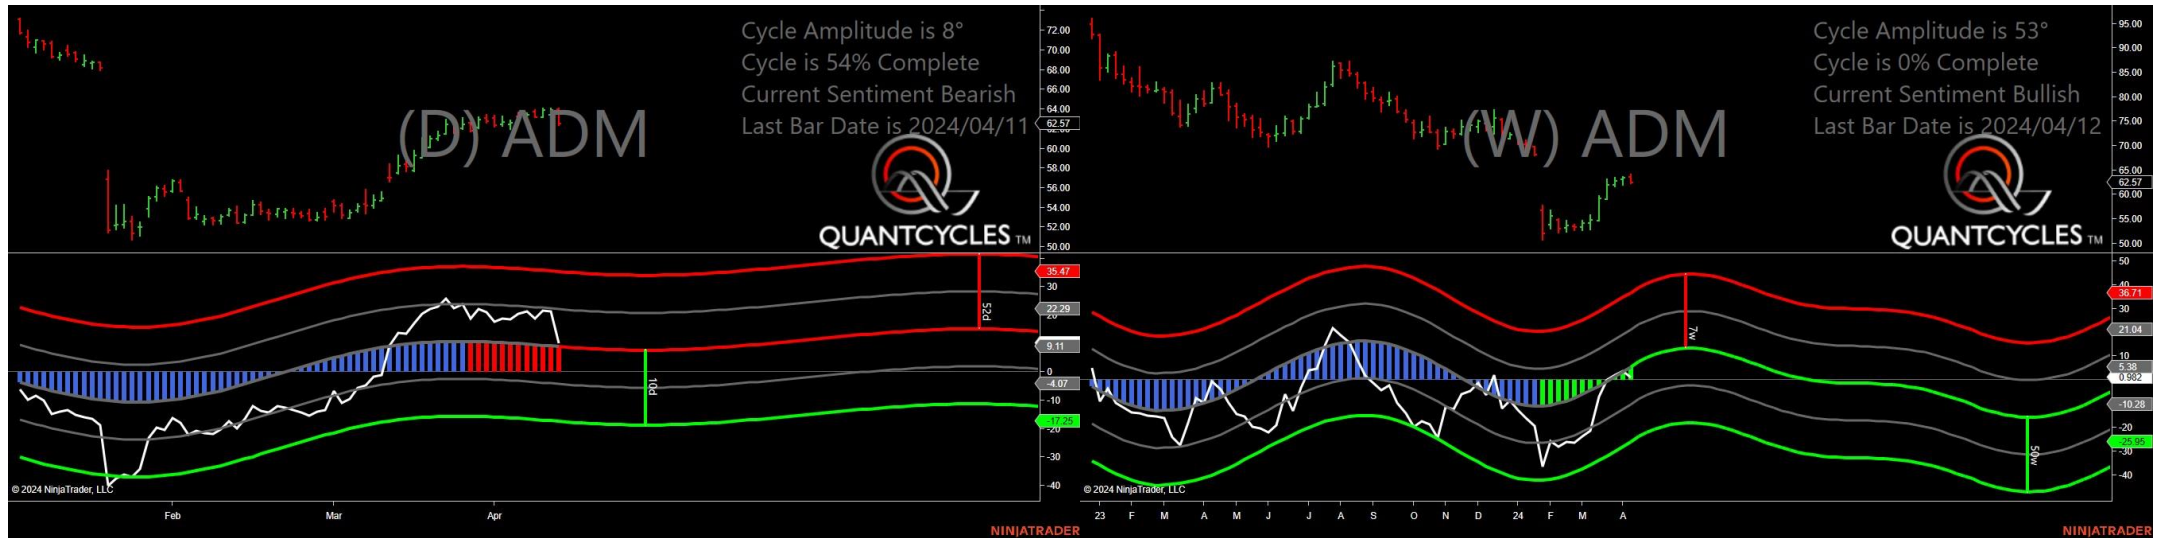 Cycle Amplitude is 8°
Cycle is 54% Complete
Current Sentiment Bearish
Last Bar Date is 2024/04/11
(D) ADM
QUANTCYCLES TM
72.00
70.00
68.00
66.00
64.00
62.57
60.00
58.00
56.00
54.00
52.00
50.00
35.47
30
22.29
9.11
0
-4.07
-10
-17.25
-20
-30
-40
52d
10d
© 2024 NinjaTrader, LLC
Feb
Mar
Apr
NINJATRADER
Cycle Amplitude is 53°
Cycle is 0% Complete
Current Sentiment Bullish
Last Bar Date is 2024/04/12
(W) ADM
QUANTCYCLES TM
95.00
90.00
85.00
80.00
75.00
70.00
65.00
62.57
60.00
55.00
50.00
50
40
36.71
30
21.04
10
5.38
0.982
-10.28
-20
-25.95
-30
-40
7w
50w
© 2024 NinjaTrader, LLC
23 F M A M J J A S O N D 24 F M A
NINJATRADER